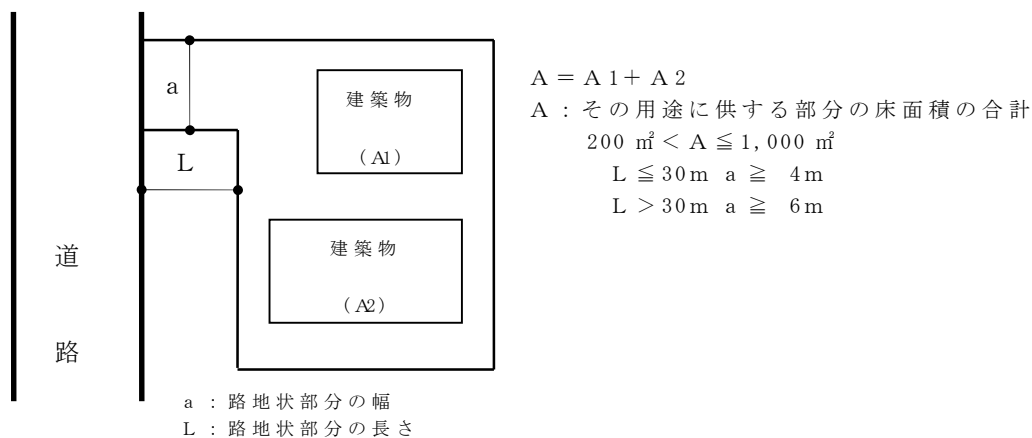 a
L
道
路
建築物
(A1)
建築物
(A2)
a : 路地状部分の幅
L : 路地状部分の長さ
A = A1+ A2
A : その用途に供する部分の床面積の合計
200 ㎡ < A ≦ 1,000 ㎡
L ≦ 30m a ≧ 4m
L > 30m a ≧ 6m